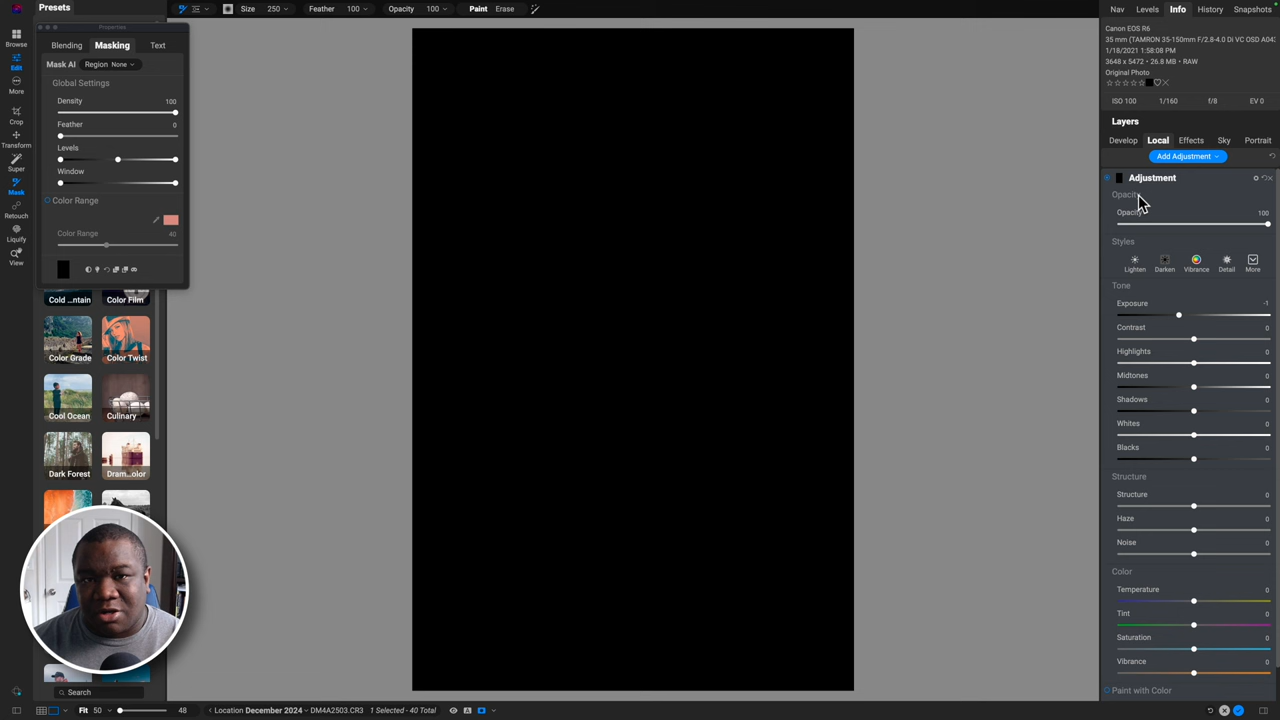 Presets
Size 250
Feather 100
Opacity 100
Paint Erase
Nav Levels Info History Snapshots
Properties
Blending Masking Text
Mask AI Region None
Global Settings
Density 100
Feather 0
Levels
Window
Color Range
Color Range 40
Browse
Edit
More
Crop
Transform
Super
Mask
Retouch
Liquify
View
Cold ...ntain Color Film
Color Grade Color Twist
Cool Ocean Culinary
Dark Forest Dram...olor
Search
Canon EOS R6
35 mm (TAMRON 35-150mm F/2.8-4.0 Di VC OSD A04
1/18/2021 1:58:08 PM
3648 x 5472 • 26.8 MB • RAW
Original Photo
ISO 100 1/160 f/8 EV 0
Layers
Develop Local Effects Sky Portrait
Add Adjustment
Adjustment
Opacity
Opacity 100
Styles
Lighten Darken Vibrance Detail More
Tone
Exposure -1
Contrast 0
Highlights 0
Midtones 0
Shadows 0
Whites 0
Blacks 0
Structure
Structure 0
Haze 0
Noise 0
Color
Temperature 0
Tint 0
Saturation 0
Vibrance 0
Paint with Color
Fit 50 48
Location December 2024 DM4A2503.CR3 1 Selected - 40 Total